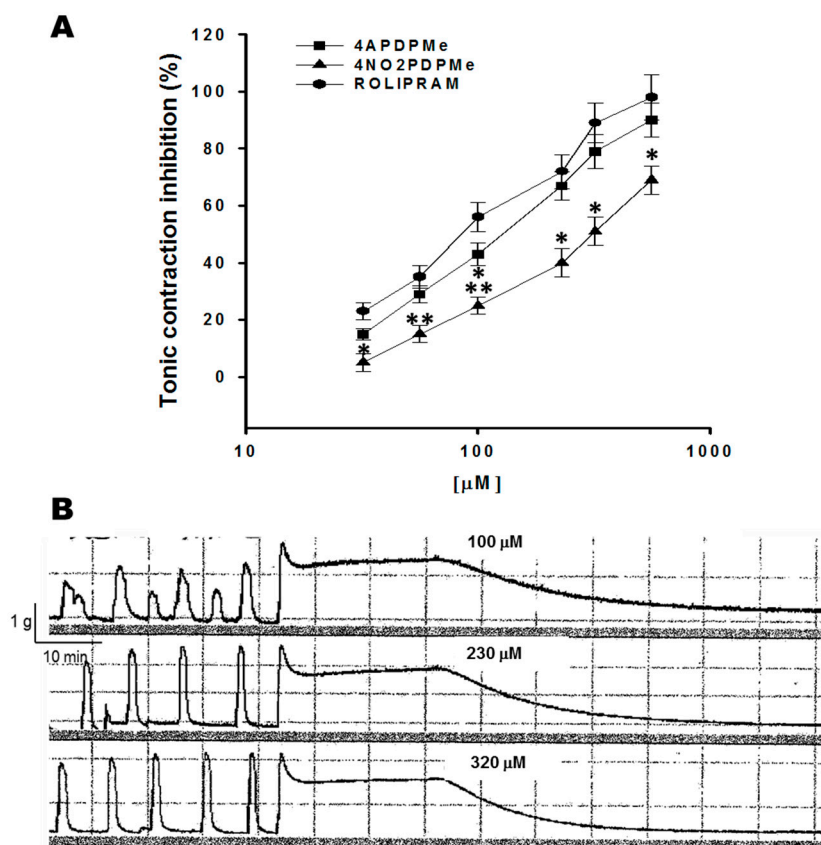 A
120
100
80
60
40
20
0
Tonic contraction inhibition (%)
4APDPMe
4NO2PDPMe
ROLIPRAM
*
*
*
*
**
**
*
10
100
1000
[μM]
B
100 μM
1 g
10 min
230 μM
320 μM